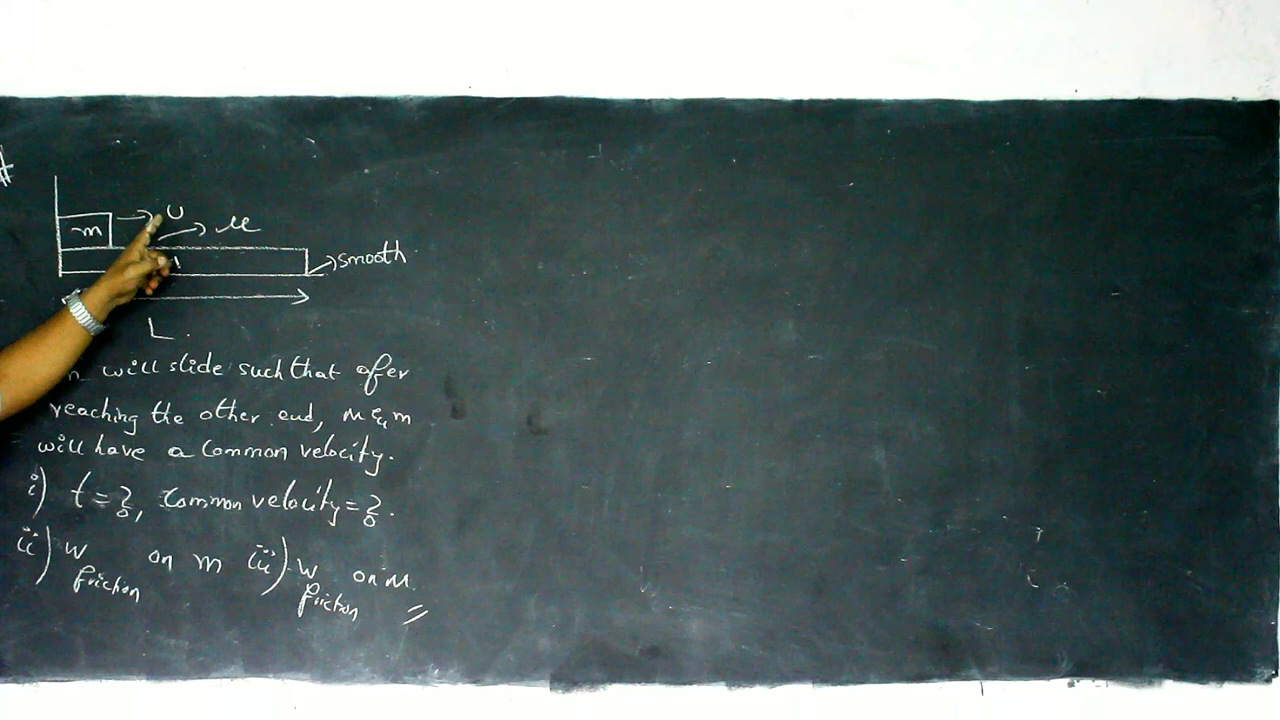 #
m
U
μ
smooth
L.
will slide such that after
reaching the other end, M & m
will have a common velocity.
i) t = ?, Common velocity = ?.
ii) W friction on m iii) W friction on M.